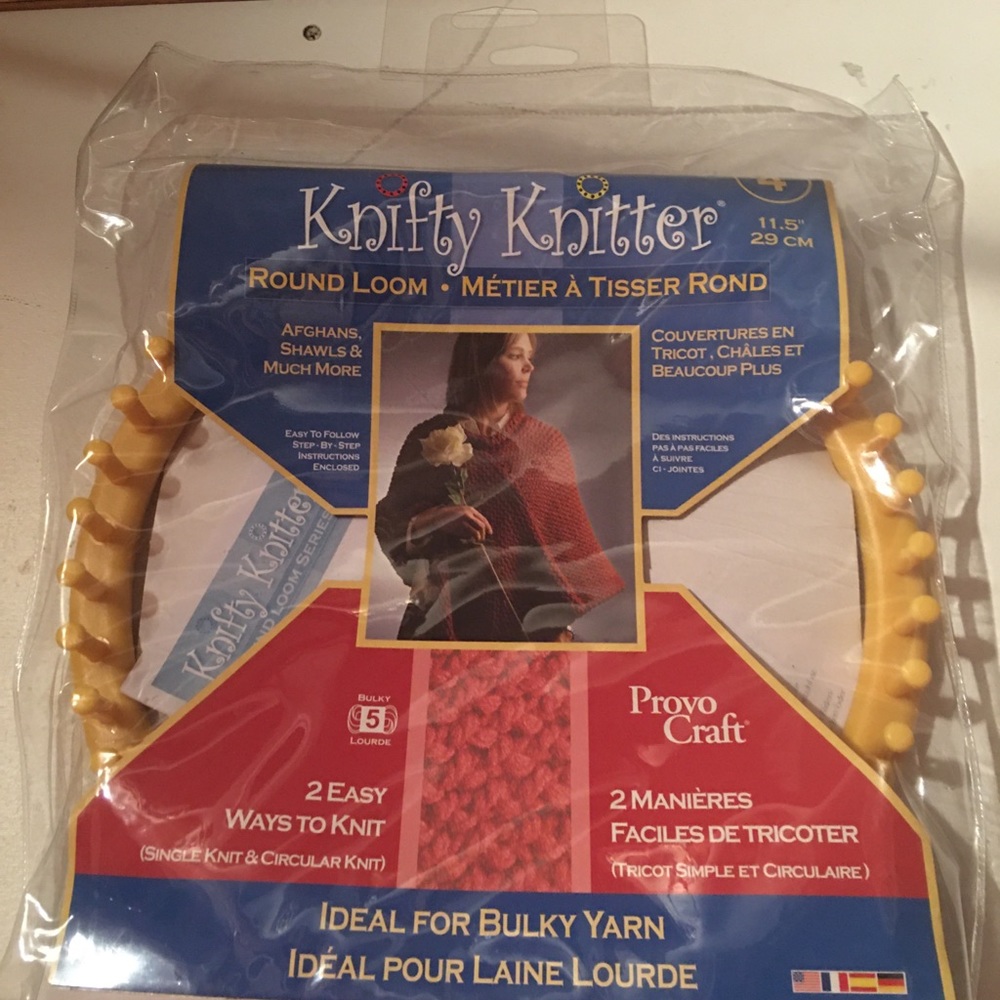 4
Knifty Knitter®
11.5"
29 CM
ROUND LOOM • MÉTIER À TISSER ROND
AFGHANS,
SHAWLS &
MUCH MORE
COUVERTURES EN
TRICOT, CHÂLES ET
BEAUCOUP PLUS
EASY TO FOLLOW
STEP-BY-STEP
INSTRUCTIONS
ENCLOSED
DES INSTRUCTIONS
PAS À PAS FACILES
À SUIVRE
CI-JOINTES
Knifty Knitter
LOOM SERIES
BULKY
5
LOURDE
Provo
Craft®
2 EASY
WAYS TO KNIT
(SINGLE KNIT & CIRCULAR KNIT)
2 MANIÈRES
FACILES DE TRICOTER
(TRICOT SIMPLE ET CIRCULAIRE)
IDEAL FOR BULKY YARN
IDÉAL POUR LAINE LOURDE